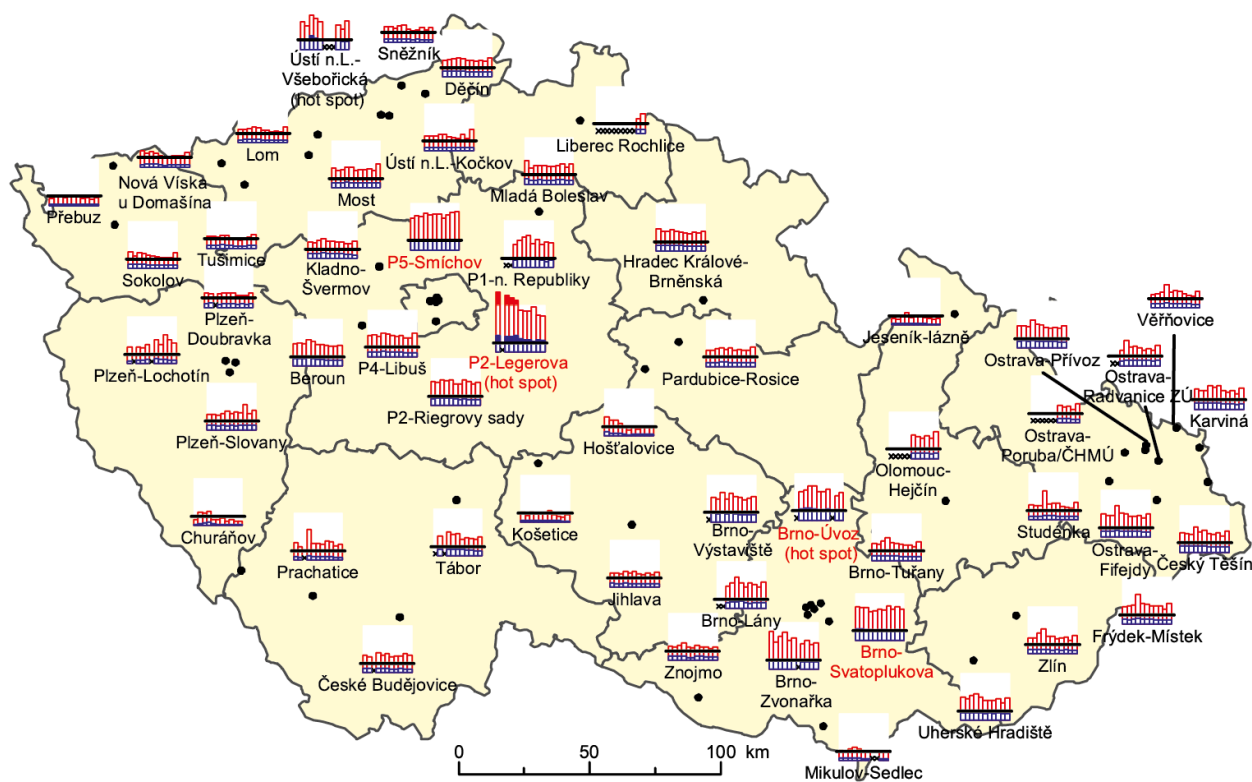 Ústí n.L.-
Všebořická
(hot spot)
Sněžník
Děčín
Liberec Rochlice
Lom
Ústí n.L.-Kočkov
Nová Víska
u Domašína
Most
Mladá Boleslav
Přebuz
Tušimice
Sokolov
Kladno-
Švermov
P5-Smíchov
P1-n. Republiky
Hradec Králové-
Brněnská
Plzeň-
Doubravka
Věřňovice
Jeseník-lázně
Ostrava-Přívoz
Plzeň-Lochotín
Beroun
P4-Libuš
P2-Legerova
(hot spot)
Pardubice-Rosice
Ostrava-
Radvanice ZÚ
Karviná
P2-Riegrovy sady
Plzeň-Slovany
Hošťalovice
Ostrava-
Poruba/ČHMÚ
Olomouc-
Hejčín
Churáňov
Prachatice
Tábor
Košetice
Brno-
Výstaviště
Brno-Úvoz
(hot spot)
Studénka
Ostrava-
Fifejdy
Český Těšín
Brno-Tuřany
Jihlava
Brno-Lány
Frýdek-Místek
Znojmo
Brno-
Zvonařka
Brno-
Svatoplukova
Zlín
České Budějovice
Uherské Hradiště
Mikulov-Sedlec
0 50 100 km